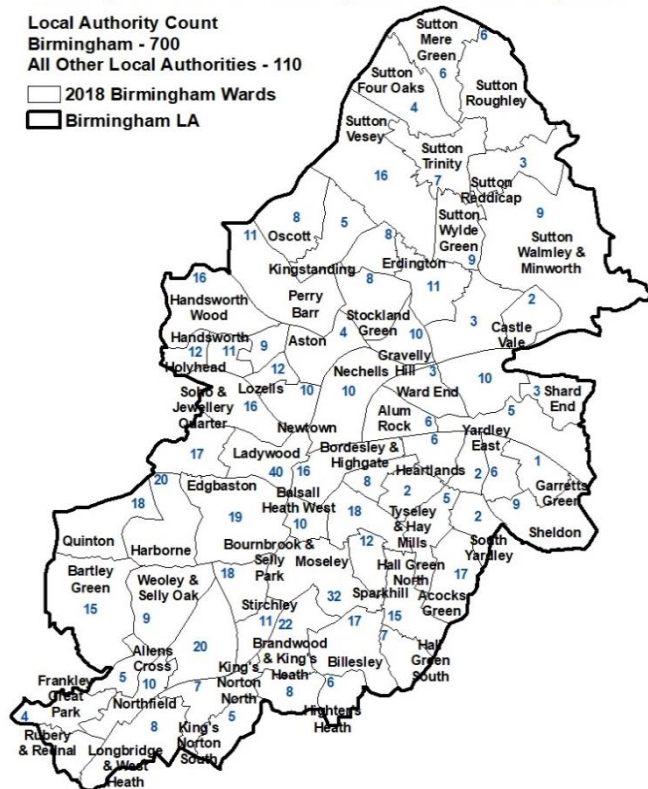 Local Authority Count
Birmingham - 700
All Other Local Authorities - 110
2018 Birmingham Wards
Birmingham LA
Sutton
Mere
Green
6
6
Sutton
Four Oaks
4
Sutton
Roughley
Sutton
Vesey
16
Sutton
Trinity
7
3
Sutton
Reddicap
9
8
Oscott
11
5
Sutton
Wylde
Green
9
Sutton
Walmley &
Minworth
8
Erdington
Kingstanding
8
11
16
Handsworth
Wood
Perry
Barr
Stockland
Green
2
3
Castle
Vale
Handsworth
12
11
9
Aston
4
10
Holyhead
12
Gravelly
Hill
3
Nechells
10
Ward End
10
3
Shard
End
Lozells
10
Soho &
Jewellery
Quarter
16
Alum
Rock
6
5
Newtown
Yardley
East
17
Ladywood
40
16
Bordesley &
Highgate
6
Heartlands
8
2
6
1
Garretts
Green
20
18
Edgbaston
19
Balsall
Heath West
10
18
2
5
Tyseley
& Hay
Mills
2
9
Sheldon
Quinton
Harborne
Bournbrook &
Selly
Park
12
South
Yardley
Bartley
Green
15
Weoley &
Selly Oak
9
18
Moseley
Hall Green
North
17
Stirchley
32
Sparkhill
Acocks
Green
11
22
17
15
7
20
Brandwood
& King's
Heath
Billesley
Hall
Green
South
Allens
Cross
5
10
Frankley
Great
Park
Northfield
7
King's
Norton
North
8
6
Highter's
Heath
4
Rubery
& Rednal
8
5
King's
Norton
South
Longbridge
& West
Heath